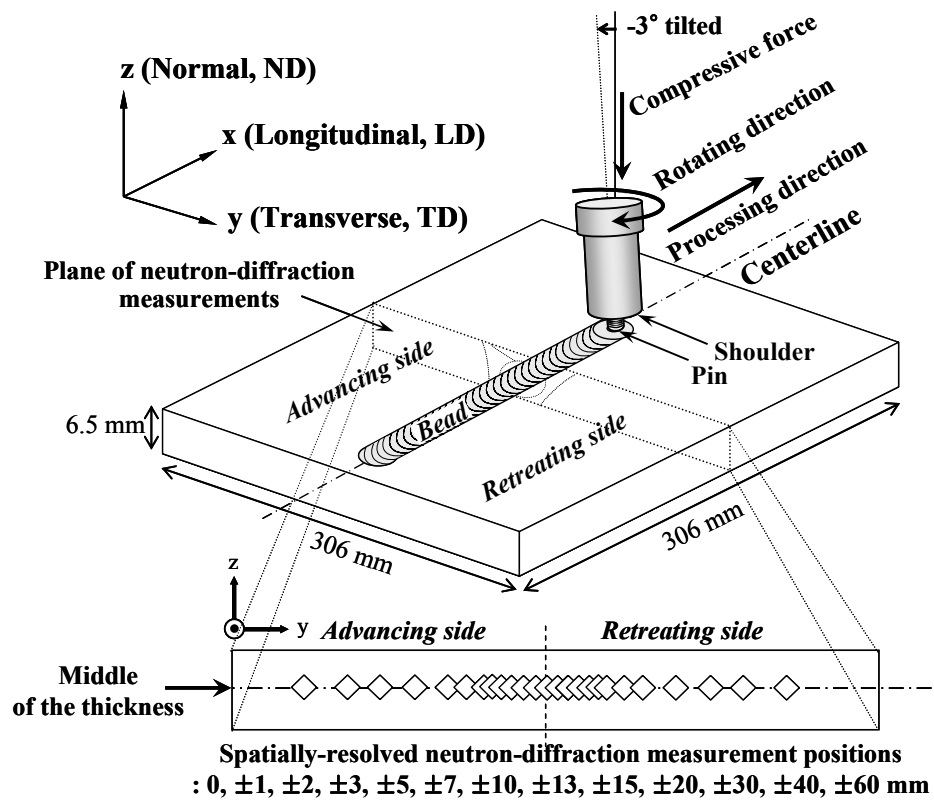 -3° tilted
z (Normal, ND)
Compressive force
x (Longitudinal, LD)
Rotating direction
Processing direction
y (Transverse, TD)
Centerline
Plane of neutron-diffraction
measurements
Advancing side
Shoulder
Pin
Bead
6.5 mm
Retreating side
306 mm
306 mm
z
y
Advancing side
Retreating side
Middle
of the thickness
Spatially-resolved neutron-diffraction measurement positions
: 0, ±1, ±2, ±3, ±5, ±7, ±10, ±13, ±15, ±20, ±30, ±40, ±60 mm